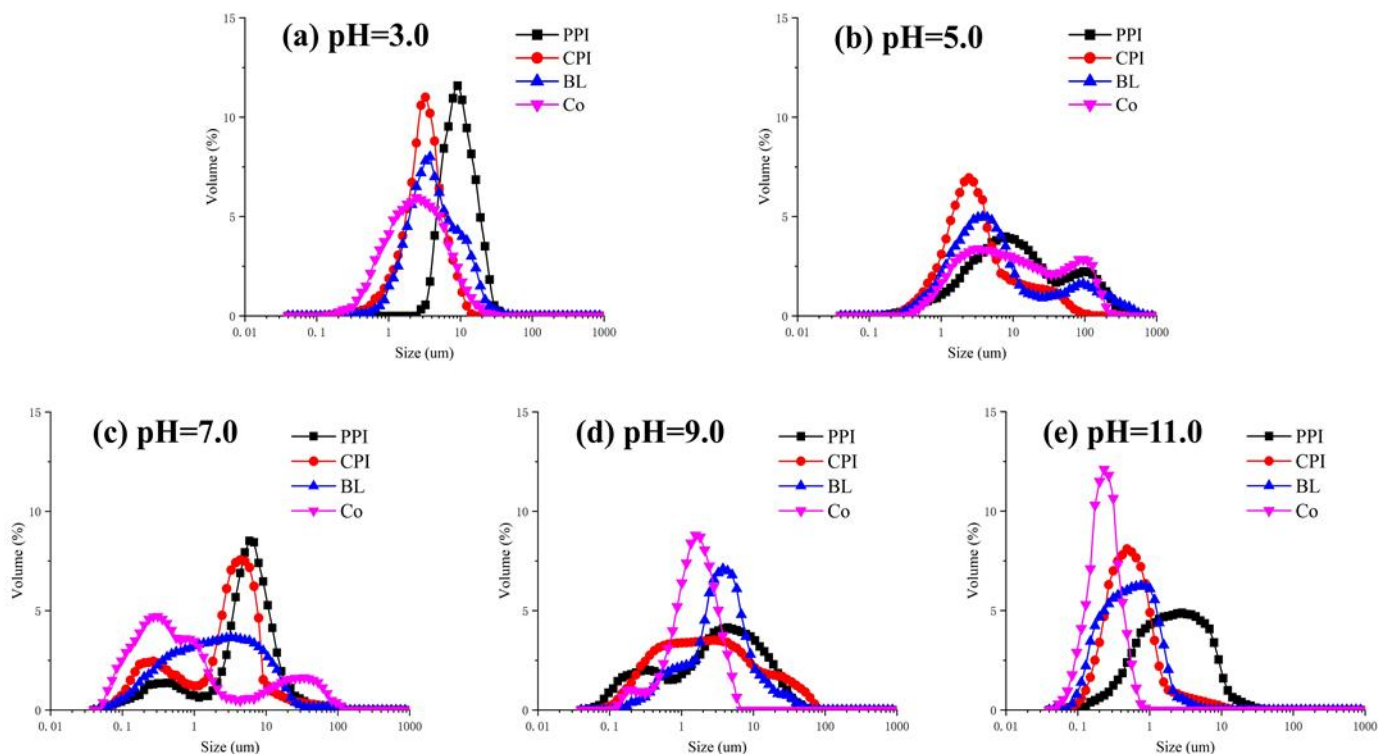 (a) pH=3.0
PPI
CPI
BL
Co
15
10
5
0
Volume (%)
0.01 0.1 1 10 100 1000
Size (um)
(b) pH=5.0
PPI
CPI
BL
Co
15
10
5
0
Volume (%)
0.01 0.1 1 10 100 1000
Size (um)
(c) pH=7.0
PPI
CPI
BL
Co
15
10
5
0
Volume (%)
0.01 0.1 1 10 100 1000
Size (um)
(d) pH=9.0
PPI
CPI
BL
Co
15
10
5
0
Volume (%)
0.01 0.1 1 10 100 1000
Size (um)
(e) pH=11.0
PPI
CPI
BL
Co
15
10
5
0
Volume (%)
0.01 0.1 1 10 100 1000
Size (um)